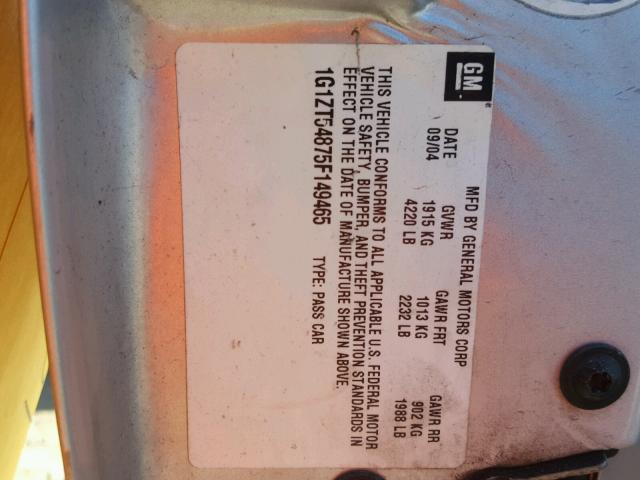 GM
MFD BY GENERAL MOTORS CORP
DATE GVWR GAWR FRT GAWR RR
09/04 1915 KG 1013 KG 902 KG
4220 LB 2232 LB 1988 LB
THIS VEHICLE CONFORMS TO ALL APPLICABLE U.S. FEDERAL MOTOR
VEHICLE SAFETY, BUMPER, AND THEFT PREVENTION STANDARDS IN
EFFECT ON THE DATE OF MANUFACTURE SHOWN ABOVE.
1G1ZT54875F149465 TYPE: PASS CAR